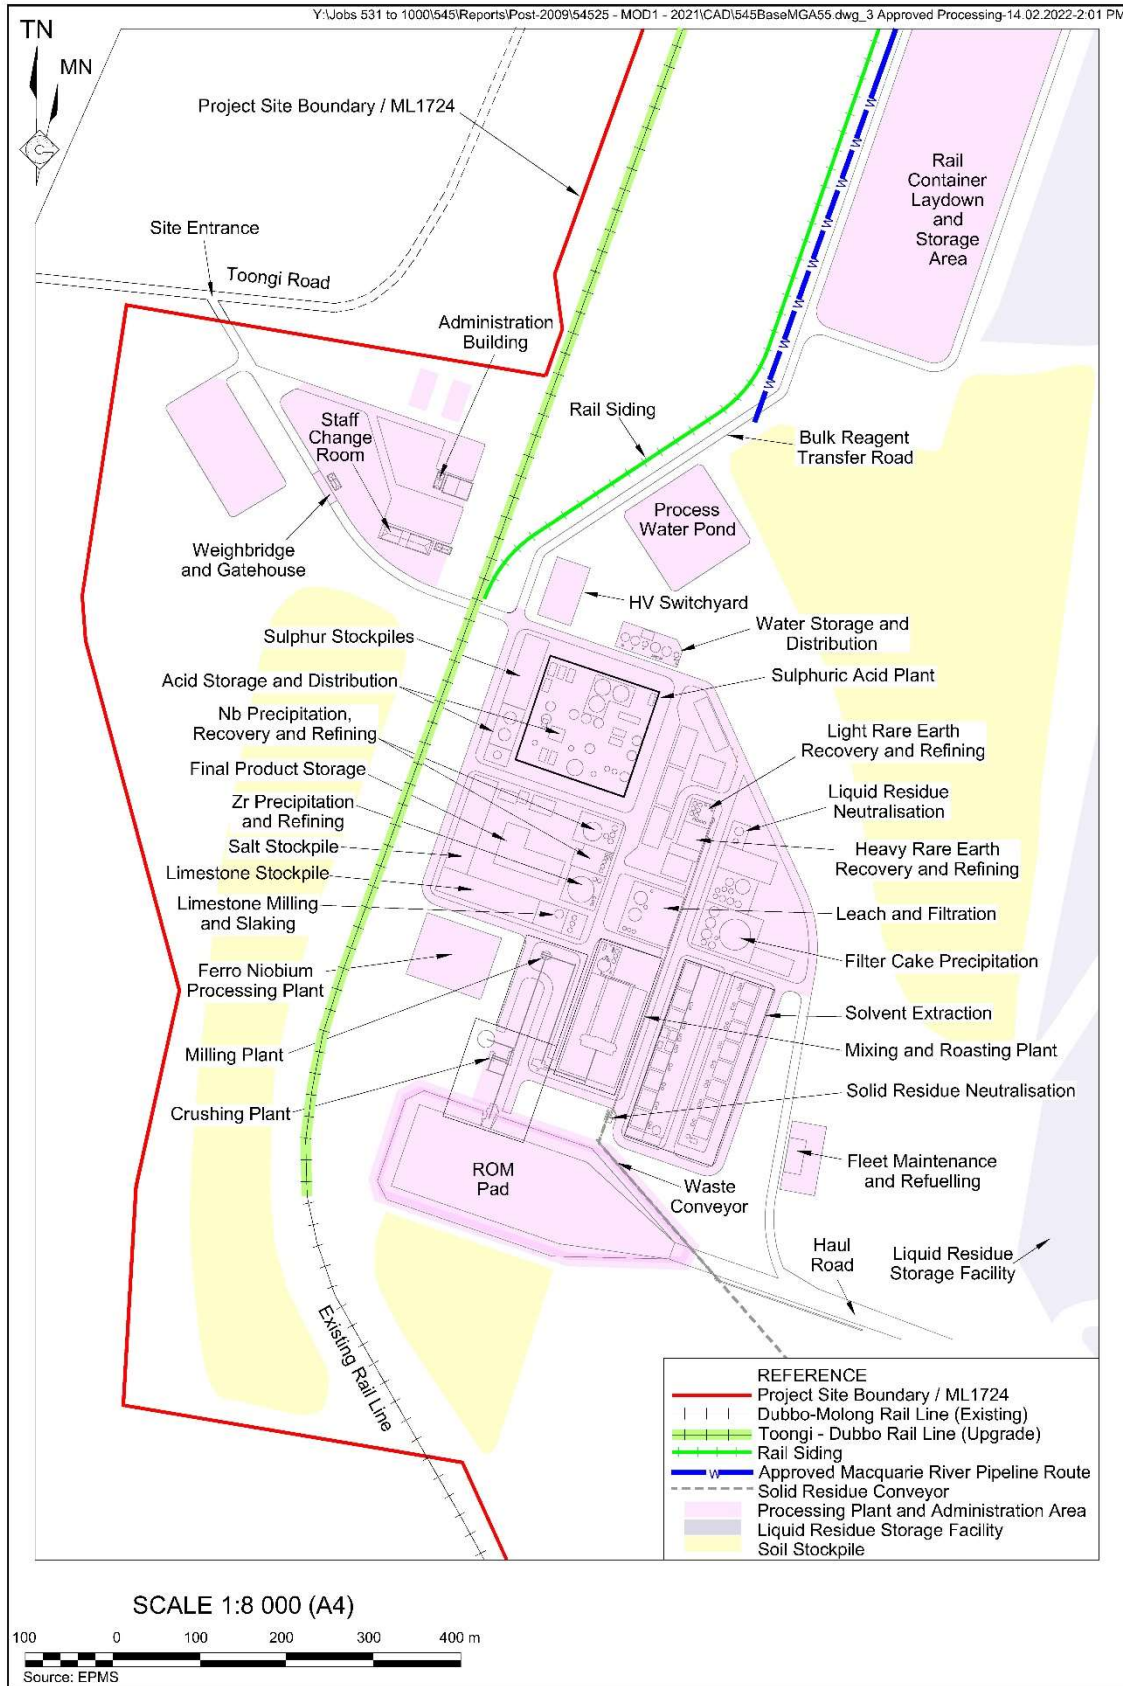 Y:\Jobs 531 to 1000\545\Reports\Post-2009\54525 - MOD1 - 2021\CAD\545BaseMGA55.dwg_3 Approved Processing-14.02.2022-2:01 PM
TN
MN
Project Site Boundary / ML1724
Rail
Container
Laydown
and
Storage
Area
Site Entrance
Toongi Road
Administration
Building
Staff
Change
Room
Rail Siding
Bulk Reagent
Transfer Road
Process
Water Pond
Weighbridge
and Gatehouse
HV Switchyard
Water Storage and
Distribution
Sulphur Stockpiles
Sulphuric Acid Plant
Acid Storage and Distribution
Nb Precipitation,
Recovery and Refining
Light Rare Earth
Recovery and Refining
Final Product Storage
Liquid Residue
Neutralisation
Zr Precipitation
and Refining
Salt Stockpile
Heavy Rare Earth
Recovery and Refining
Limestone Stockpile
Limestone Milling
and Slaking
Leach and Filtration
Filter Cake Precipitation
Ferro Niobium
Processing Plant
Solvent Extraction
Milling Plant
Mixing and Roasting Plant
Solid Residue Neutralisation
Crushing Plant
ROM
Pad
Fleet Maintenance
and Refuelling
Waste
Conveyor
Haul
Road
Liquid Residue
Storage Facility
Existing Rail Line
REFERENCE
Project Site Boundary / ML1724
Dubbo-Molong Rail Line (Existing)
Toongi - Dubbo Rail Line (Upgrade)
Rail Siding
W Approved Macquarie River Pipeline Route
Solid Residue Conveyor
Processing Plant and Administration Area
Liquid Residue Storage Facility
Soil Stockpile
W
W
W
W
W
W
W
W
SCALE 1:8 000 (A4)
100 0 100 200 300 400 m
Source: EPMS